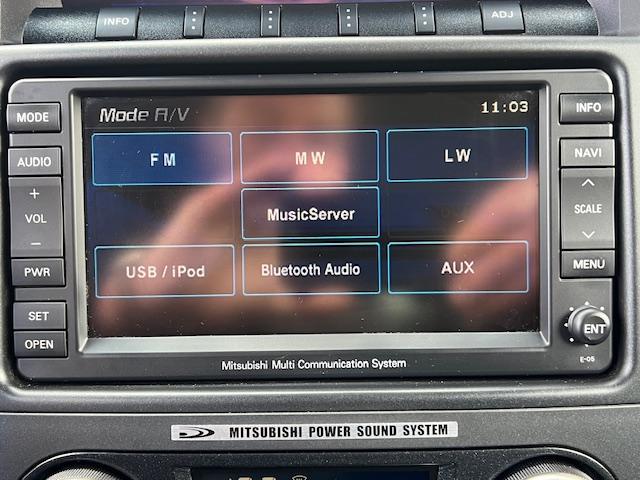 INFO
ADJ
Mode A/V
11:03
MODE
INFO
FM
MW
LW
AUDIO
NAVI
+
VOL
−
MusicServer
SCALE
PWR
USB / iPod
Bluetooth Audio
AUX
MENU
SET
ENT
OPEN
E-05
Mitsubishi Multi Communication System
MITSUBISHI POWER SOUND SYSTEM